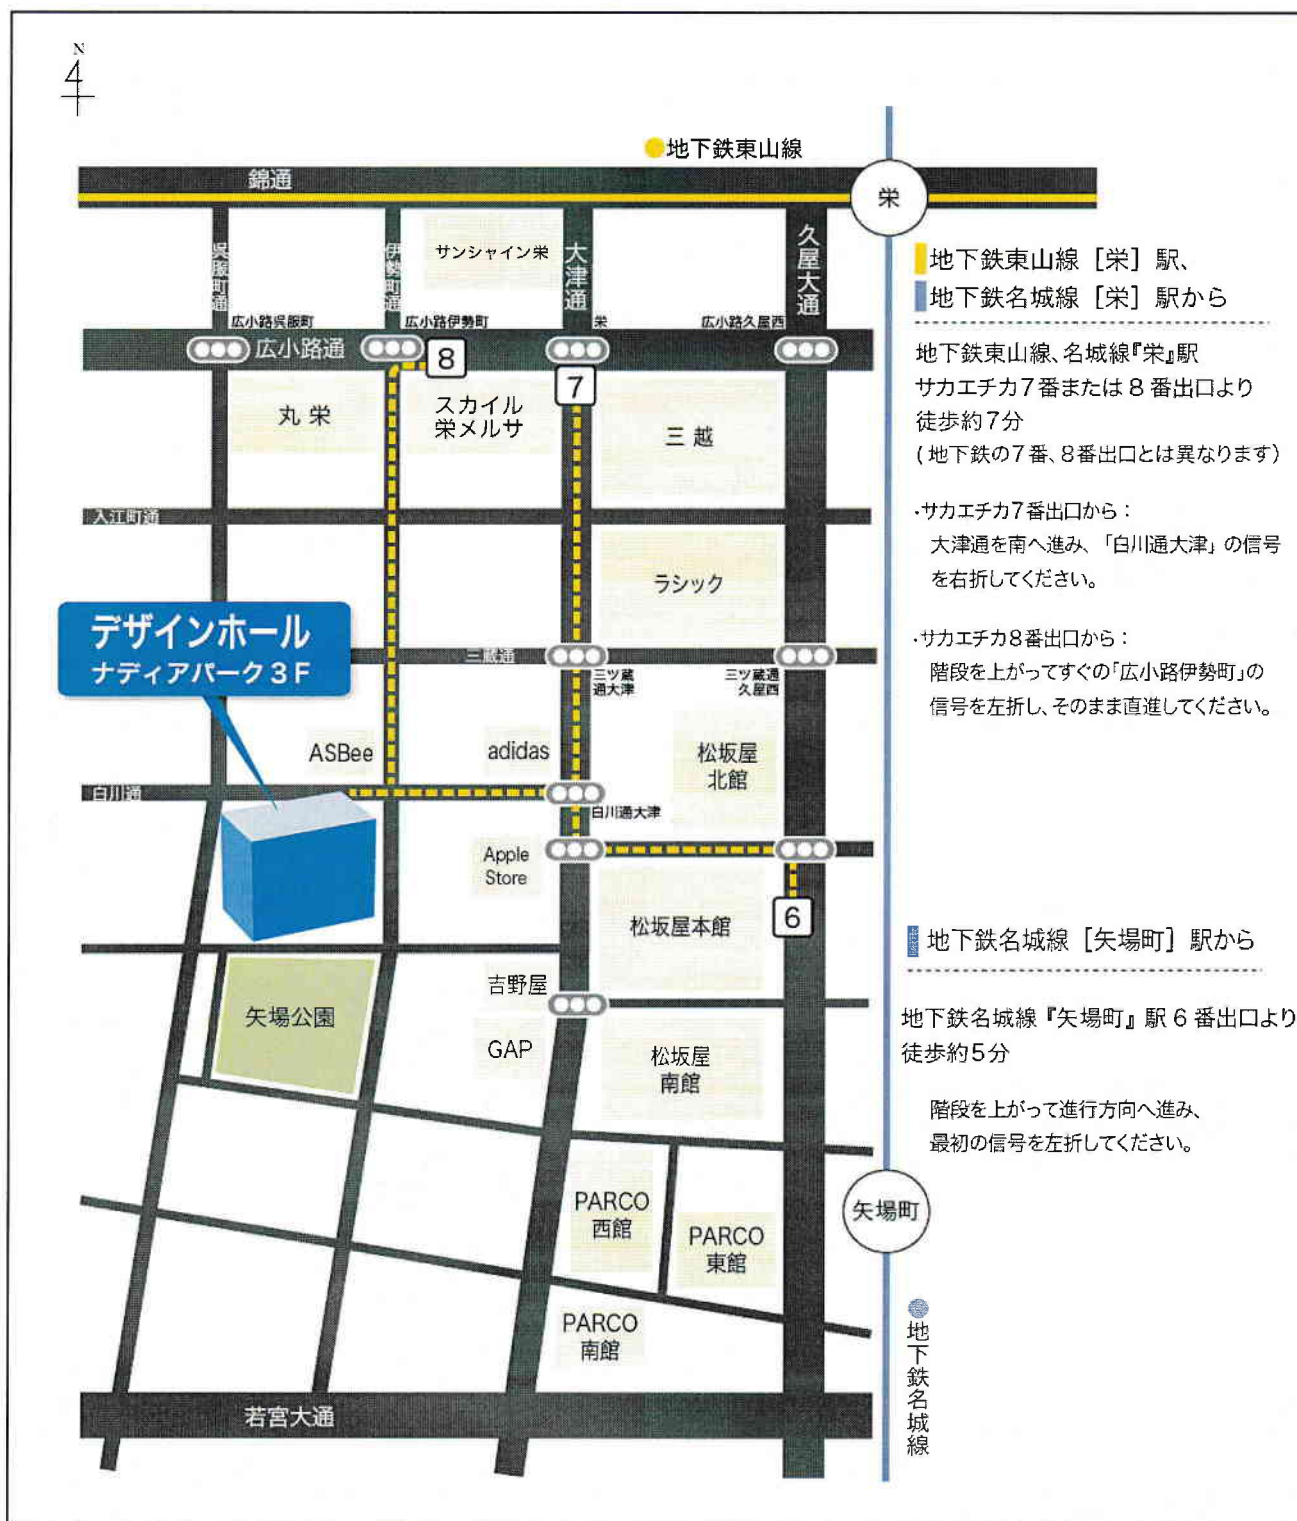 N
地下鉄東山線
錦通
栄
呉服町通
伊勢町通
サンシャイン栄
大津通
久屋大通
広小路呉服町
広小路伊勢町
栄
広小路久屋西
広小路通
8
7
丸栄
スカイル
栄メルサ
三越
入江町通
ラシック
デザインホール
ナディアパーク3F
三蔵通
三ツ蔵
通大津
三ツ蔵通
久屋西
ASBee
adidas
松坂屋
北館
白川通
白川通大津
Apple
Store
松坂屋本館
6
吉野屋
矢場公園
GAP
松坂屋
南館
PARCO
西館
PARCO
東館
PARCO
南館
若宮大通
地下鉄東山線[栄]駅、
地下鉄名城線[栄]駅から
地下鉄東山線、名城線『栄』駅
サカエチカ7番または8番出口より
徒歩約7分
(地下鉄の7番、8番出口とは異なります)
・サカエチカ7番出口から:
大津通を南へ進み、「白川通大津」の信号
を右折してください。
・サカエチカ8番出口から:
階段を上がってすぐの「広小路伊勢町」の
信号を左折し、そのまま直進してください。
地下鉄名城線[矢場町]駅から
地下鉄名城線『矢場町』駅6番出口より
徒歩約5分
階段を上がって進行方向へ進み、
最初の信号を左折してください。
矢場町
地下鉄名城線